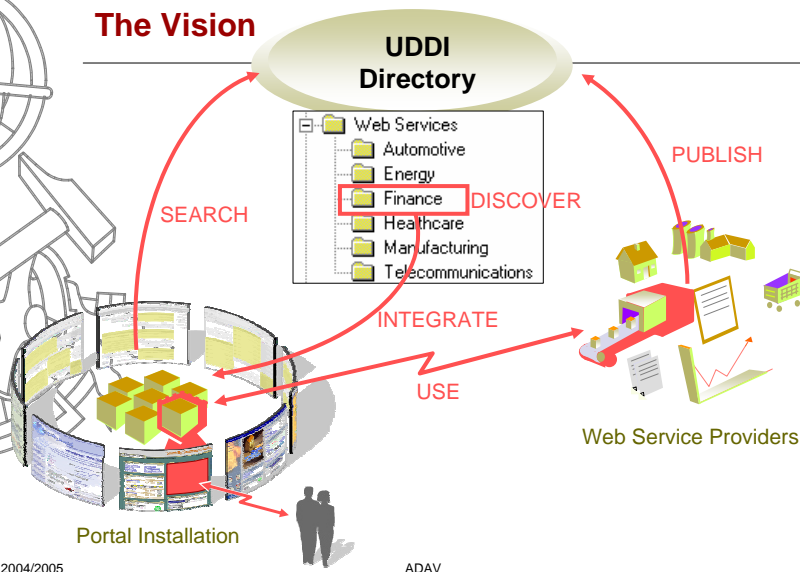 The Vision
UDDI
Directory
Web Services
Automotive
Energy
Finance
Healthcare
Manufacturing
Telecommunications
DISCOVER
SEARCH
PUBLISH
INTEGRATE
USE
Web Service Providers
Portal Installation
2004/2005
ADAV